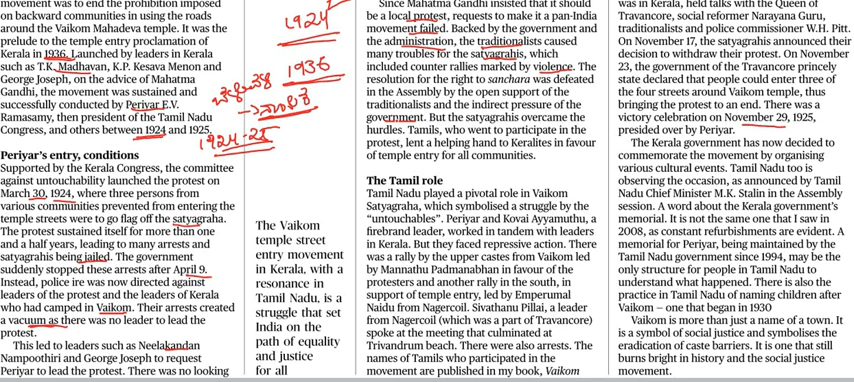 movement was to end the prohibition imposed
on backward communities in using the roads
around the Vaikom Mahadeva temple. It was the
prelude to the temple entry proclamation of
Kerala in 1936. Launched by leaders in Kerala
such as T.K. Madhavan, K.P. Kesava Menon and
George Joseph, on the advice of Mahatma
Gandhi, the movement was sustained and
successfully conducted by Periyar E.V.
Ramasamy, then president of the Tamil Nadu
Congress, and others between 1924 and 1925.
Periyar's entry, conditions
Supported by the Kerala Congress, the committee
against untouchability launched the protest on
March 30, 1924, where three persons from
various communities prevented from entering the
temple streets were to go flag off the satyagraha.
The protest sustained itself for more than one
and a half years, leading to many arrests and
satyagrahis being jailed. The government
suddenly stopped these arrests after April 9.
Instead, police ire was now directed against
leaders of the protest and the leaders of Kerala
who had camped in Vaikom. Their arrests created
a vacuum as there was no leader to lead the
protest.
This led to leaders such as Neelakandan
Nampoothiri and George Joseph to request
Periyar to lead the protest. There was no looking
1924
1936
1924-25
The Vaikom
temple street
entry movement
in Kerala, with a
resonance in
Tamil Nadu, is a
struggle that set
India on the
path of equality
and justice
for all
Since Mahatma Gandhi insisted that it should
be a local protest, requests to make it a pan-India
movement failed. Backed by the government and
the administration, the traditionalists caused
many troubles for the satyagrahis, which
included counter rallies marked by violence. The
resolution for the right to sanchara was defeated
in the Assembly by the open support of the
traditionalists and the indirect pressure of the
government. But the satyagrahis overcame the
hurdles. Tamils, who went to participate in the
protest, lent a helping hand to Keralites in favour
of temple entry for all communities.
The Tamil role
Tamil Nadu played a pivotal role in Vaikom
Satyagraha, which symbolised a struggle by the
“untouchables”. Periyar and Kovai Ayyamuthu, a
firebrand leader, worked in tandem with leaders
in Kerala. But they faced repressive action. There
was a rally by the upper castes from Vaikom led
by Mannathu Padmanabhan in favour of the
protesters and another rally in the south, in
support of temple entry, led by Emperumal
Naidu from Nagercoil. Sivathanu Pillai, a leader
from Nagercoil (which was a part of Travancore)
spoke at the meeting that culminated at
Trivandrum beach. There were also arrests. The
names of Tamils who participated in the
movement are published in my book, Vaikom
was in Kerala, held talks with the Queen of
Travancore, social reformer Narayana Guru,
traditionalists and police commissioner W.H. Pitt.
On November 17, the satyagrahis announced their
decision to withdraw their protest. On November
23, the government of the Travancore princely
state declared that people could enter three of
the four streets around Vaikom temple, thus
bringing the protest to an end. There was a
victory celebration on November 29, 1925,
presided over by Periyar.
The Kerala government has now decided to
commemorate the movement by organising
various cultural events. Tamil Nadu too is
observing the occasion, as announced by Tamil
Nadu Chief Minister M.K. Stalin in the Assembly
session. A word about the Kerala government's
memorial. It is not the same one that I saw in
2008, as constant refurbishments are evident. A
memorial for Periyar, being maintained by the
Tamil Nadu government since 1994, may be the
only structure for people in Tamil Nadu to
understand what happened. There is also the
practice in Tamil Nadu of naming children after
Vaikom – one that began in 1930
Vaikom is more than just a name of a town. It
is a symbol of social justice and symbolises the
eradication of caste barriers. It is one that still
burns bright in history and the social justice
movement.